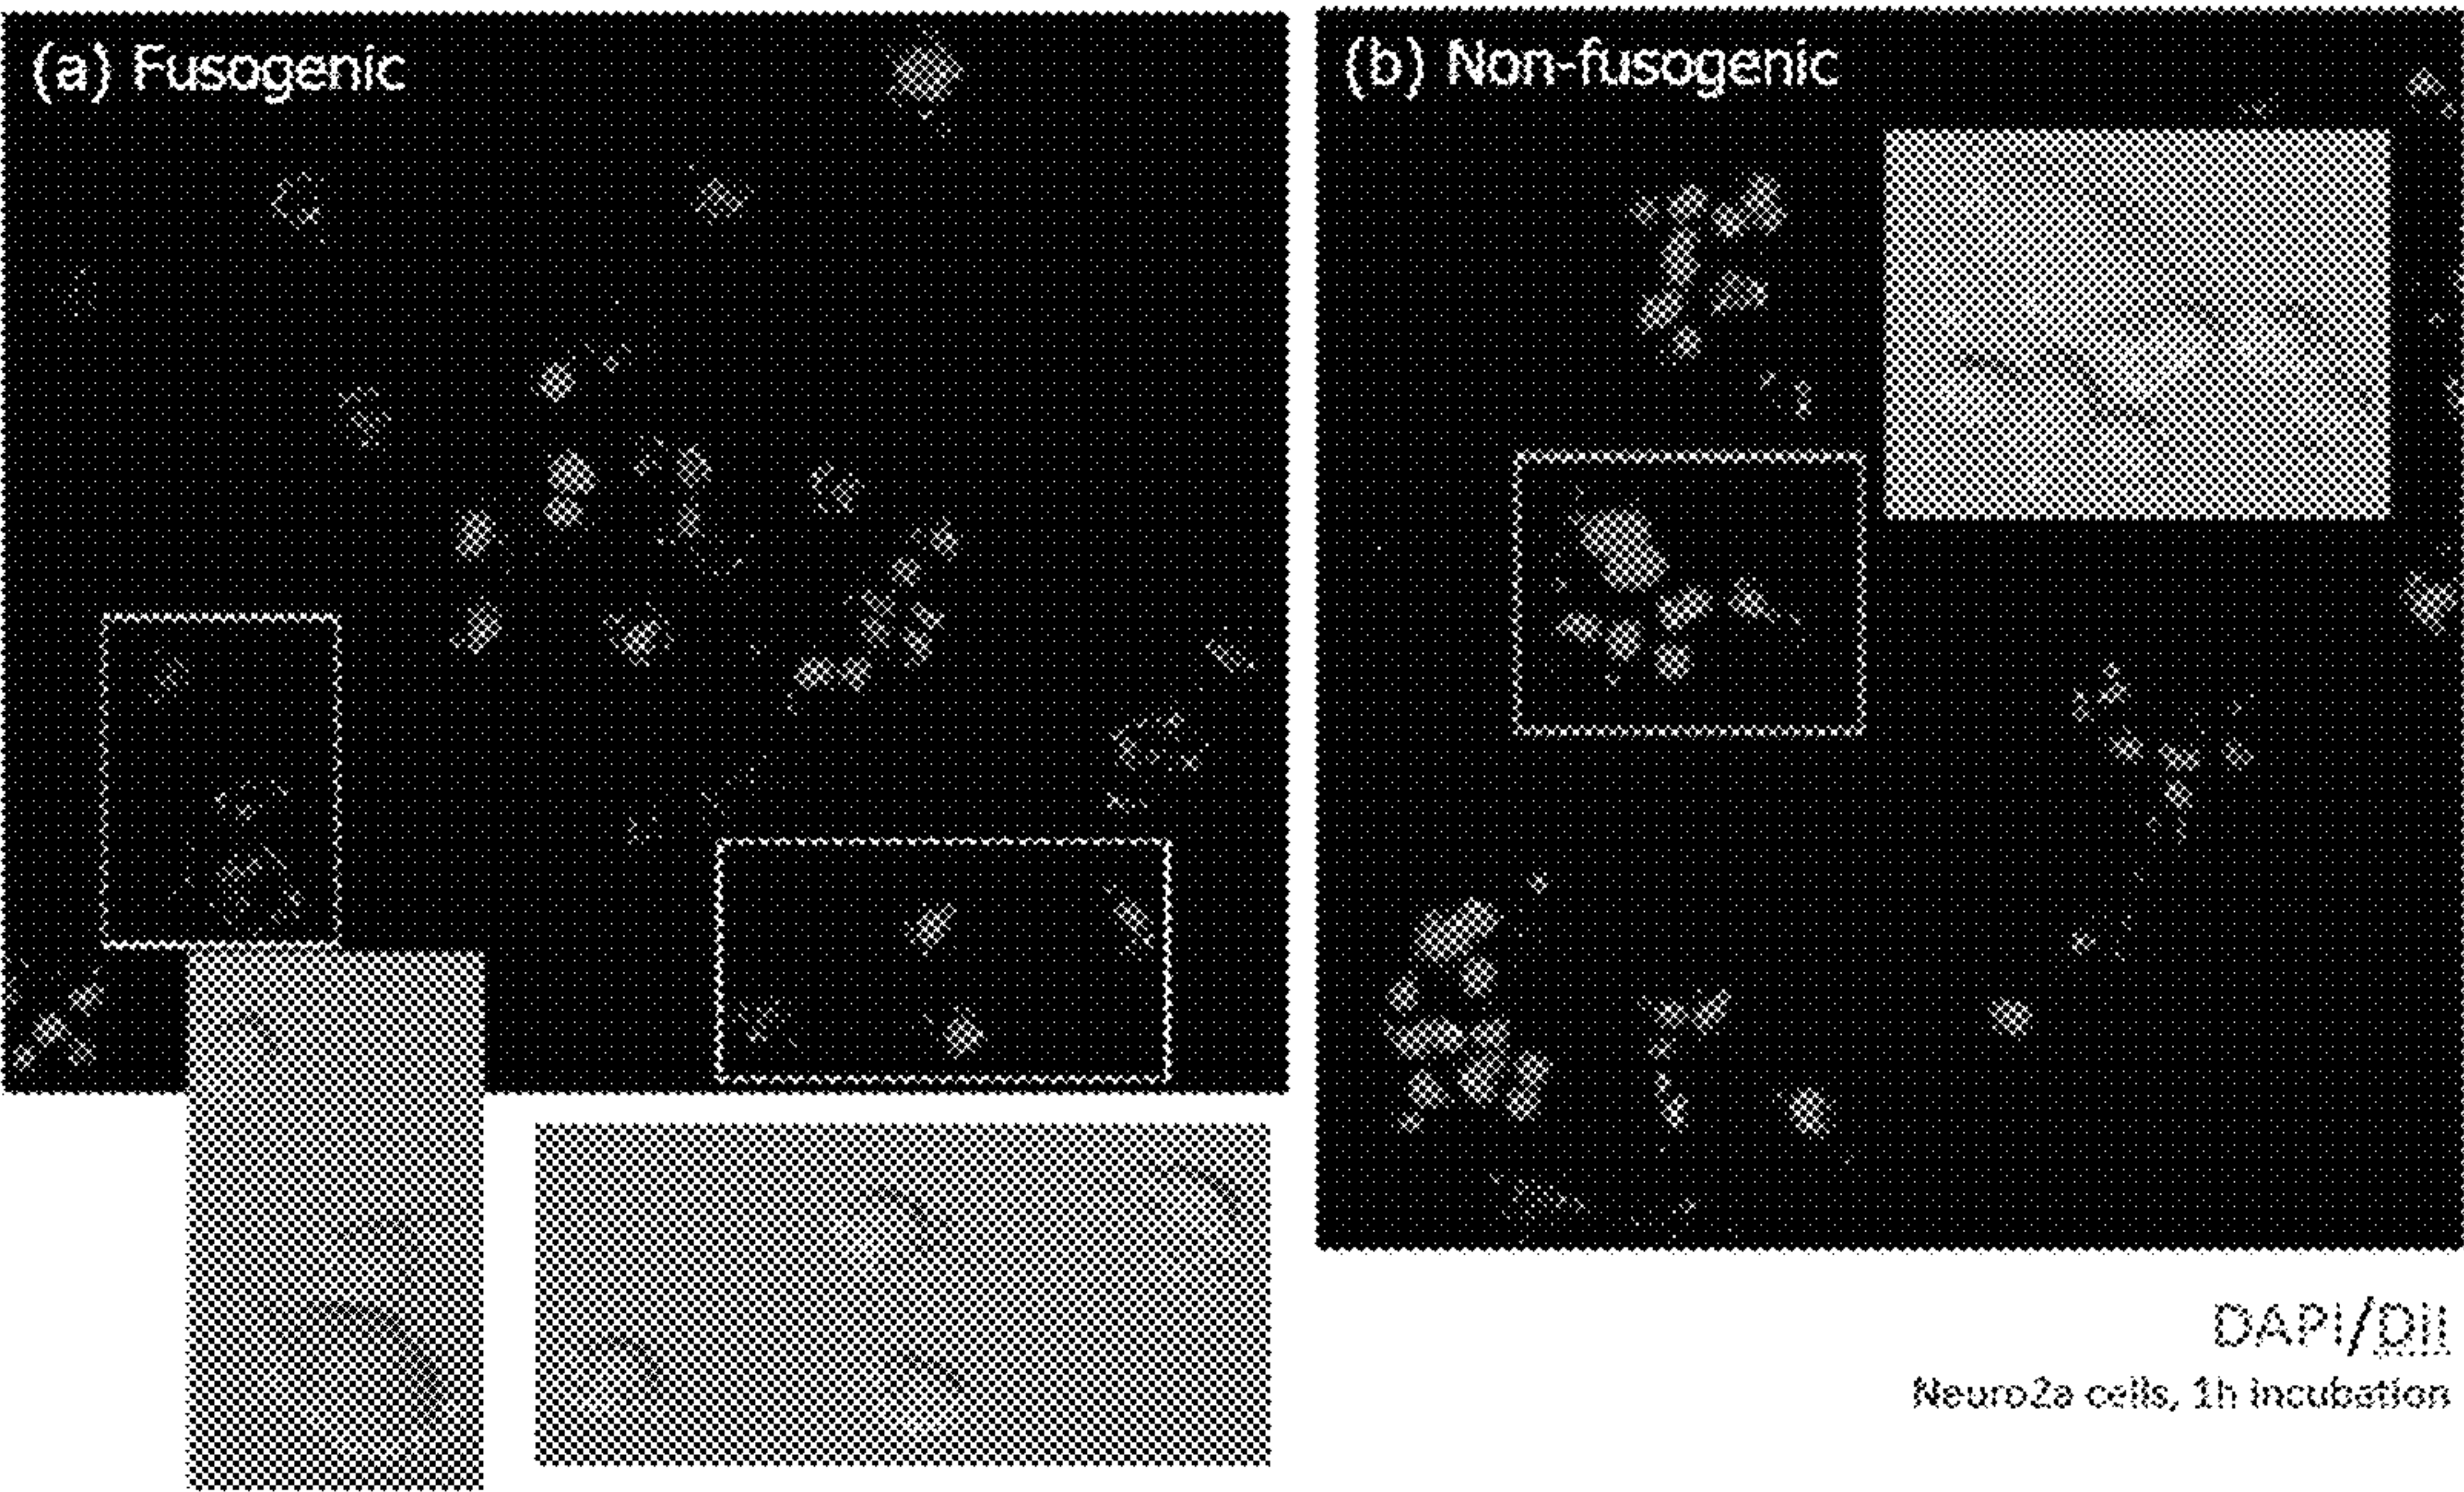 (a) Fusogenic
(b) Non-fusogenic
DAPI/DiI
Neuro2a cells, 1h incubation